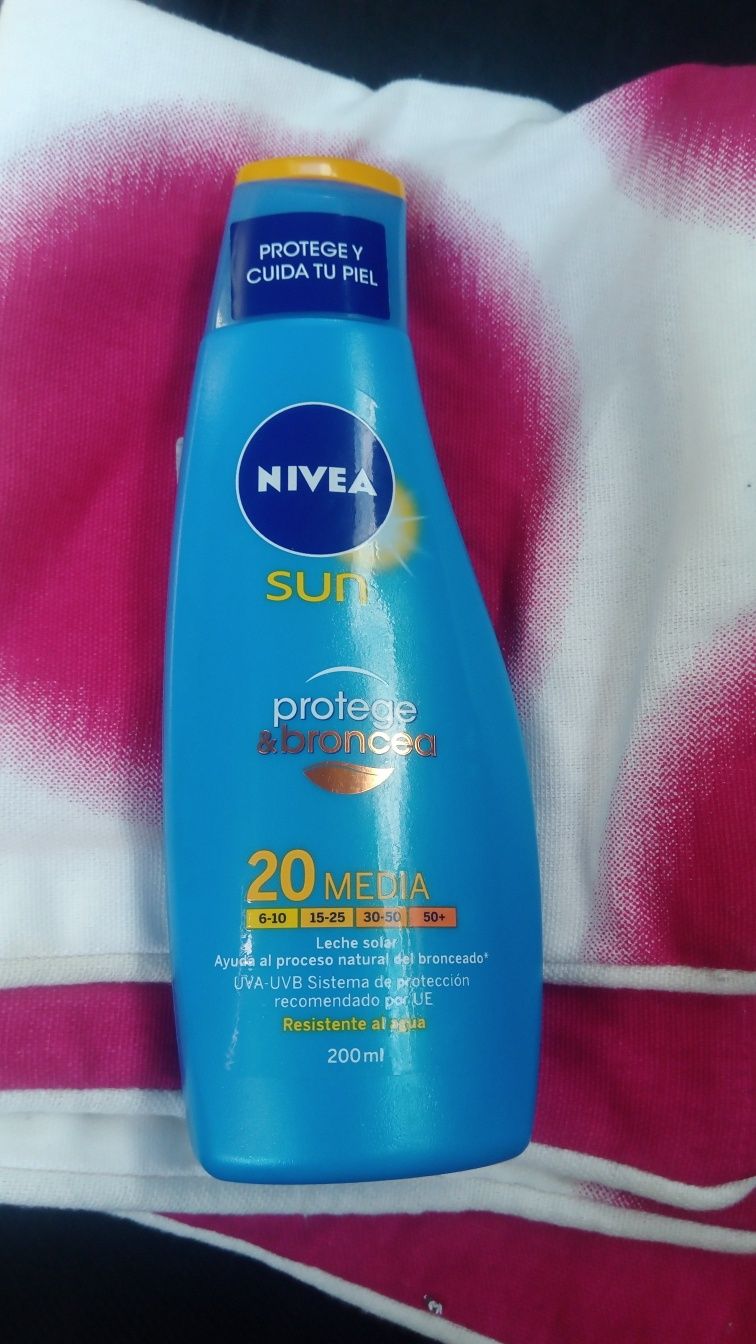 PROTEGE Y
CUIDA TU PIEL
NIVEA
sun
protege
&broncea
20 MEDIA
6-10 15-25 30-50 50+
Leche solar
Ayuda al proceso natural del bronceado*
UVA-UVB Sistema de protección
recomendado por UE
Resistente al agua
200ml